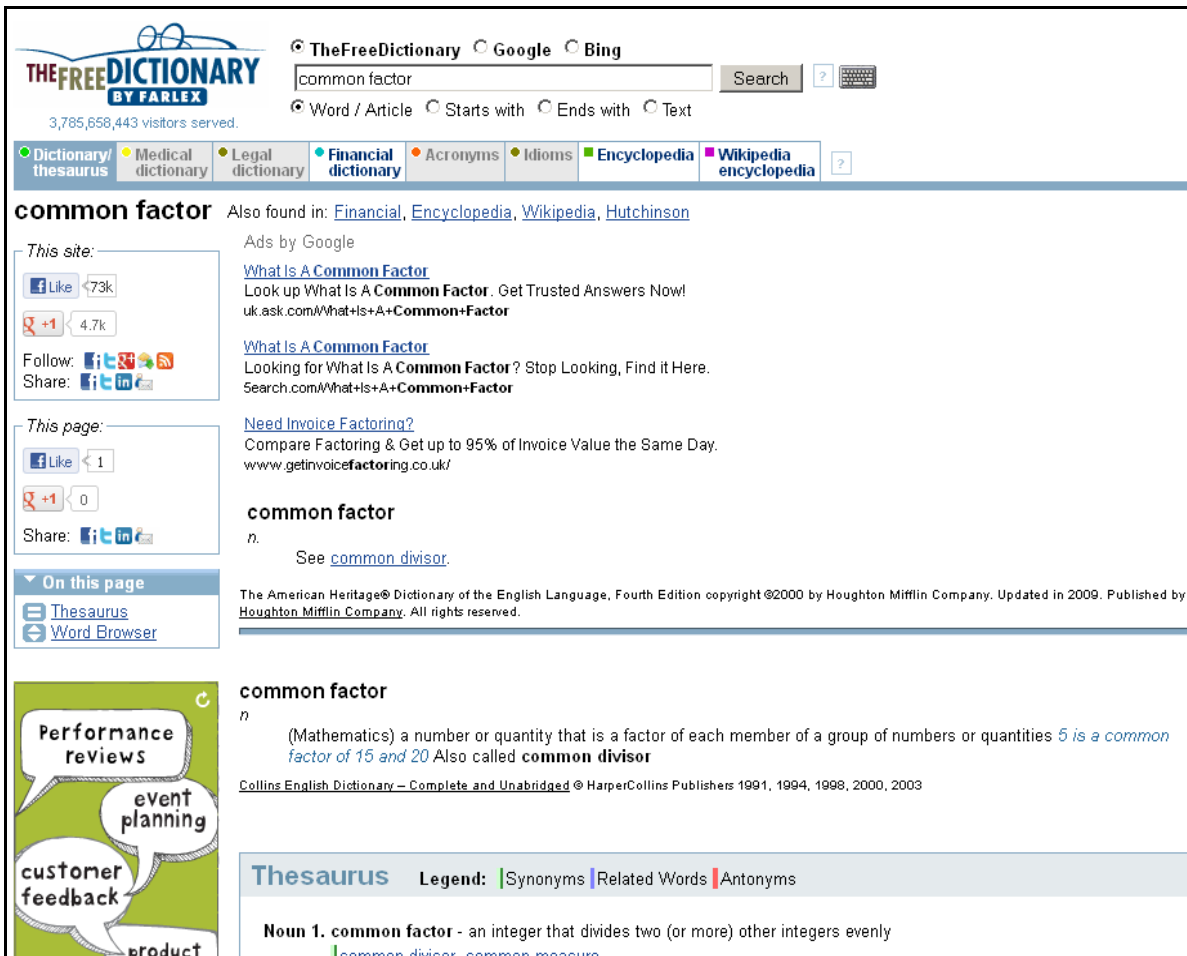 TheFreeDictionary Google Bing
THEFREEDICTIONARY
BY FARLEX
common factor Search ?
Word / Article Starts with Ends with Text
3,785,658,443 visitors served.
Dictionary/ thesaurus
Medical dictionary
Legal dictionary
Financial dictionary
Acronyms
Idioms
Encyclopedia
Wikipedia encyclopedia
?
common factor Also found in: Financial, Encyclopedia, Wikipedia, Hutchinson
This site:
Like 73k
+1 4.7k
Follow:
Share:
This page:
Like 1
+1 0
Share:
On this page
Thesaurus
Word Browser
Performance
reviews
event
planning
customer
feedback
product
Ads by Google
What Is A Common Factor
Look up What Is A Common Factor. Get Trusted Answers Now!
uk.ask.com/What+Is+A+Common+Factor
What Is A Common Factor
Looking for What Is A Common Factor? Stop Looking, Find it Here.
5earch.com/What+Is+A+Common+Factor
Need Invoice Factoring?
Compare Factoring & Get up to 95% of Invoice Value the Same Day.
www.getinvoicefactoring.co.uk/
common factor
n.
See common divisor.
The American Heritage® Dictionary of the English Language, Fourth Edition copyright ©2000 by Houghton Mifflin Company. Updated in 2009. Published by
Houghton Mifflin Company. All rights reserved.
common factor
n
(Mathematics) a number or quantity that is a factor of each member of a group of numbers or quantities 5 is a common
factor of 15 and 20 Also called common divisor
Collins English Dictionary – Complete and Unabridged © HarperCollins Publishers 1991, 1994, 1998, 2000, 2003
Thesaurus Legend: Synonyms Related Words Antonyms
Noun 1. common factor - an integer that divides two (or more) other integers evenly
common divisor, common measure